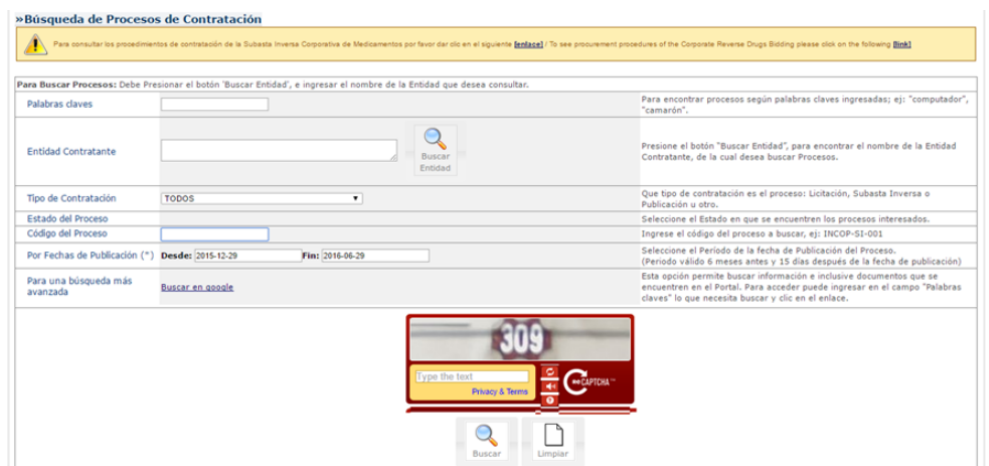 »Búsqueda de Procesos de Contratación
Para consultar los procedimientos de contratación de la Subasta Inversa Corporativa de Medicamentos por favor dar clic en el siguiente [enlace] / To see procurement procedures of the Corporate Reverse Drugs Bidding please click on the following [link]
Para Buscar Procesos: Debe Presionar el botón 'Buscar Entidad', e ingresar el nombre de la Entidad que desea consultar.
Palabras claves
Para encontrar procesos según palabras claves ingresadas; ej: "computador",
"camarón".
Entidad Contratante
Buscar
Entidad
Presione el botón "Buscar Entidad", para encontrar el nombre de la Entidad
Contratante, de la cual desea buscar Procesos.
Tipo de Contratación
TODOS
Que tipo de contratación es el proceso: Licitación, Subasta Inversa o
Publicación u otro.
Estado del Proceso
Seleccione el Estado en que se encuentren los procesos interesados.
Código del Proceso
Ingrese el código del proceso a buscar, ej: INCOP-SI-001
Por Fechas de Publicación (*)
Desde: 2015-12-29
Fin: 2016-06-29
Seleccione el Período de la fecha de Publicación del Proceso.
(Periodo válido 6 meses antes y 15 días después de la fecha de publicación)
Para una búsqueda más
avanzada
Buscar en google
Esta opción permite buscar información e inclusive documentos que se
encuentren en el Portal. Para acceder puede ingresar en el campo "Palabras
claves" lo que necesita buscar y clic en el enlace.
309
Type the text
Privacy & Terms
reCAPTCHA™
Buscar
Limpiar